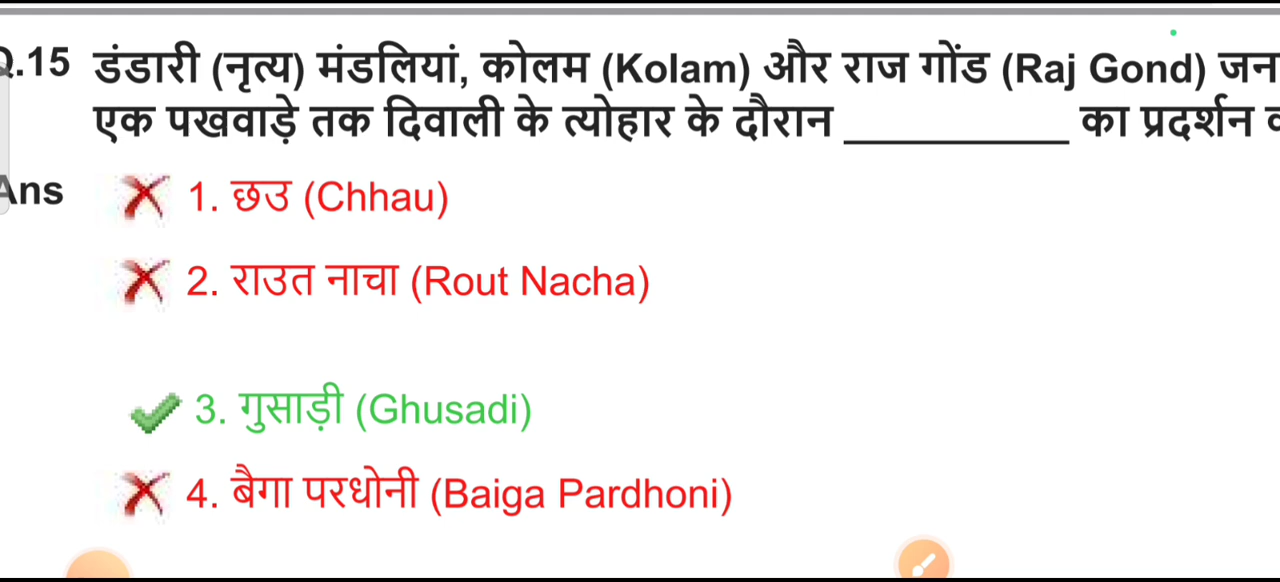 .15 डंडारी (नृत्य) मंडलियां, कोलम (Kolam) और राज गोंड (Raj Gond) जन
एक पखवाड़े तक दिवाली के त्योहार के दौरान __________ का प्रदर्शन
Ans 1. छउ (Chhau)
2. राउत नाचा (Rout Nacha)
3. गुसाड़ी (Ghusadi)
4. बैगा परधोनी (Baiga Pardhoni)